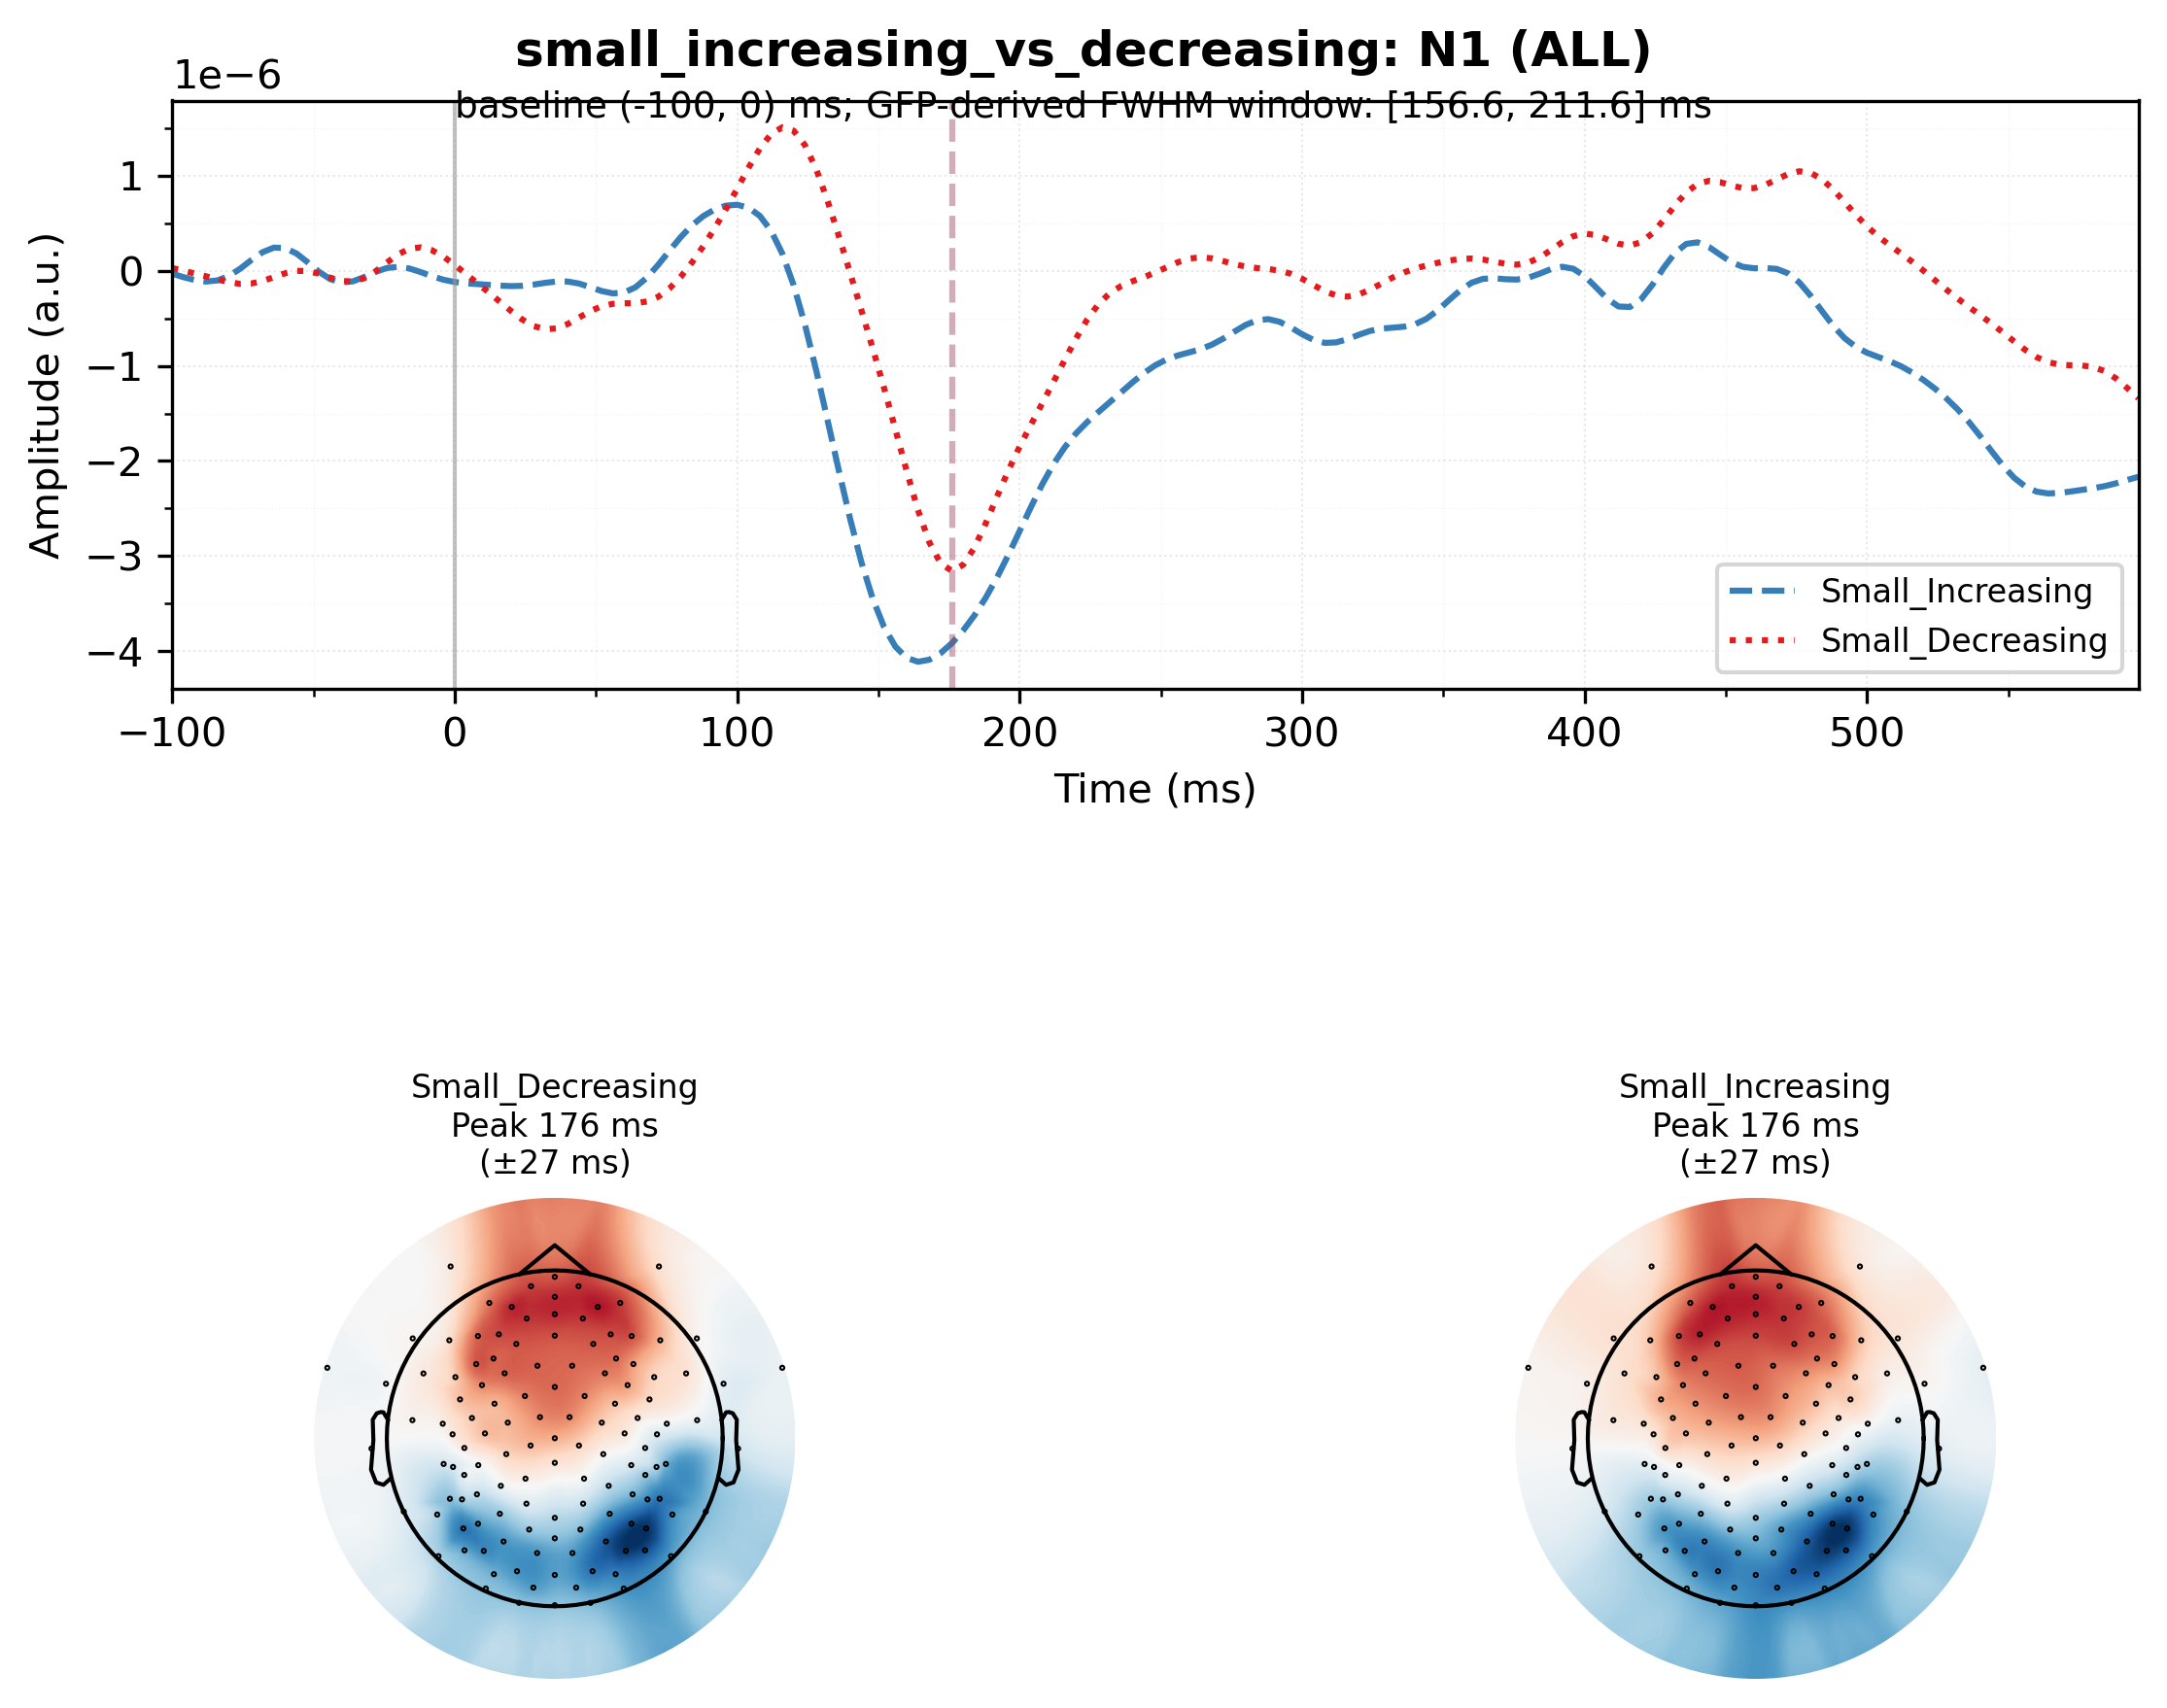 small_increasing_vs_decreasing: N1 (ALL)
1e−6
baseline (-100, 0) ms; GFP-derived FWHM window: [156.6, 211.6] ms
Amplitude (a.u.)
1
0
−1
−2
−3
−4
Small_Increasing
Small_Decreasing
−100 0 100 200 300 400 500
Time (ms)
Small_Decreasing
Peak 176 ms
(±27 ms)
Small_Increasing
Peak 176 ms
(±27 ms)